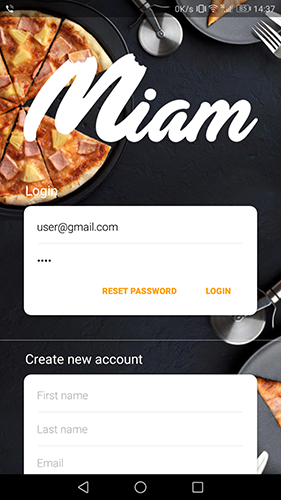 0K/s 14:37
Miam
Login
user@gmail.com
••••
RESET PASSWORD LOGIN
Create new account
First name
Last name
Email